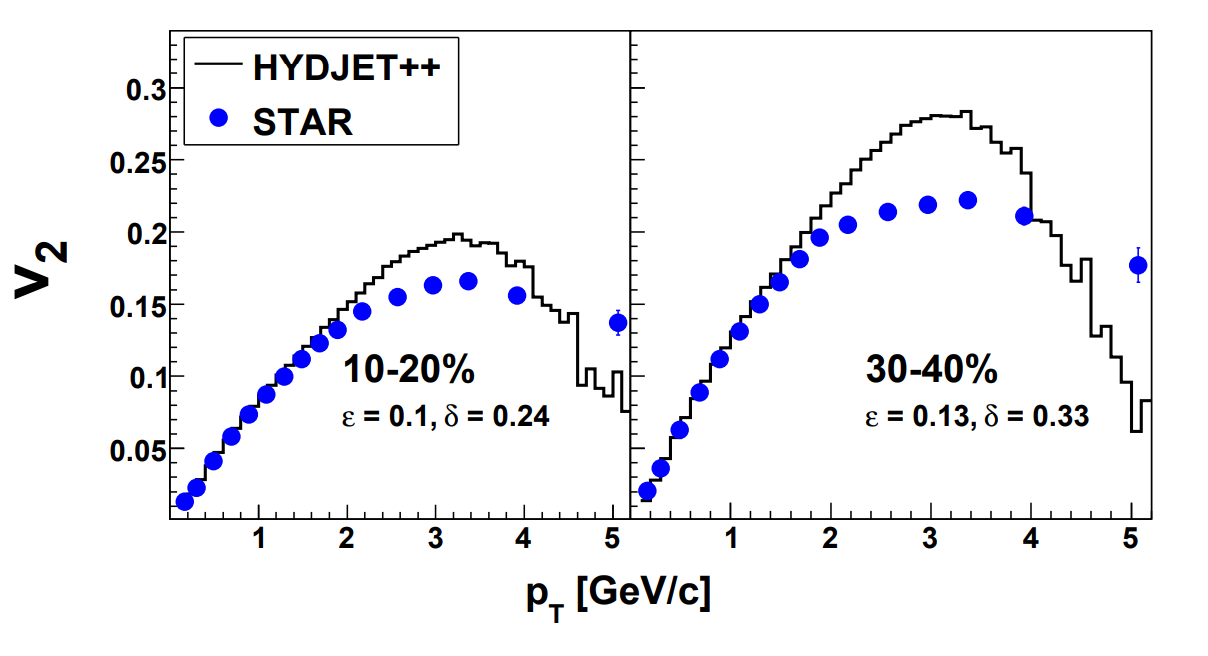 HYDJET++
STAR
0.3
0.25
0.2
0.15
0.1
0.05
v2
10-20%
ε = 0.1, δ = 0.24
30-40%
ε = 0.13, δ = 0.33
1 2 3 4 5
1 2 3 4 5
pT [GeV/c]